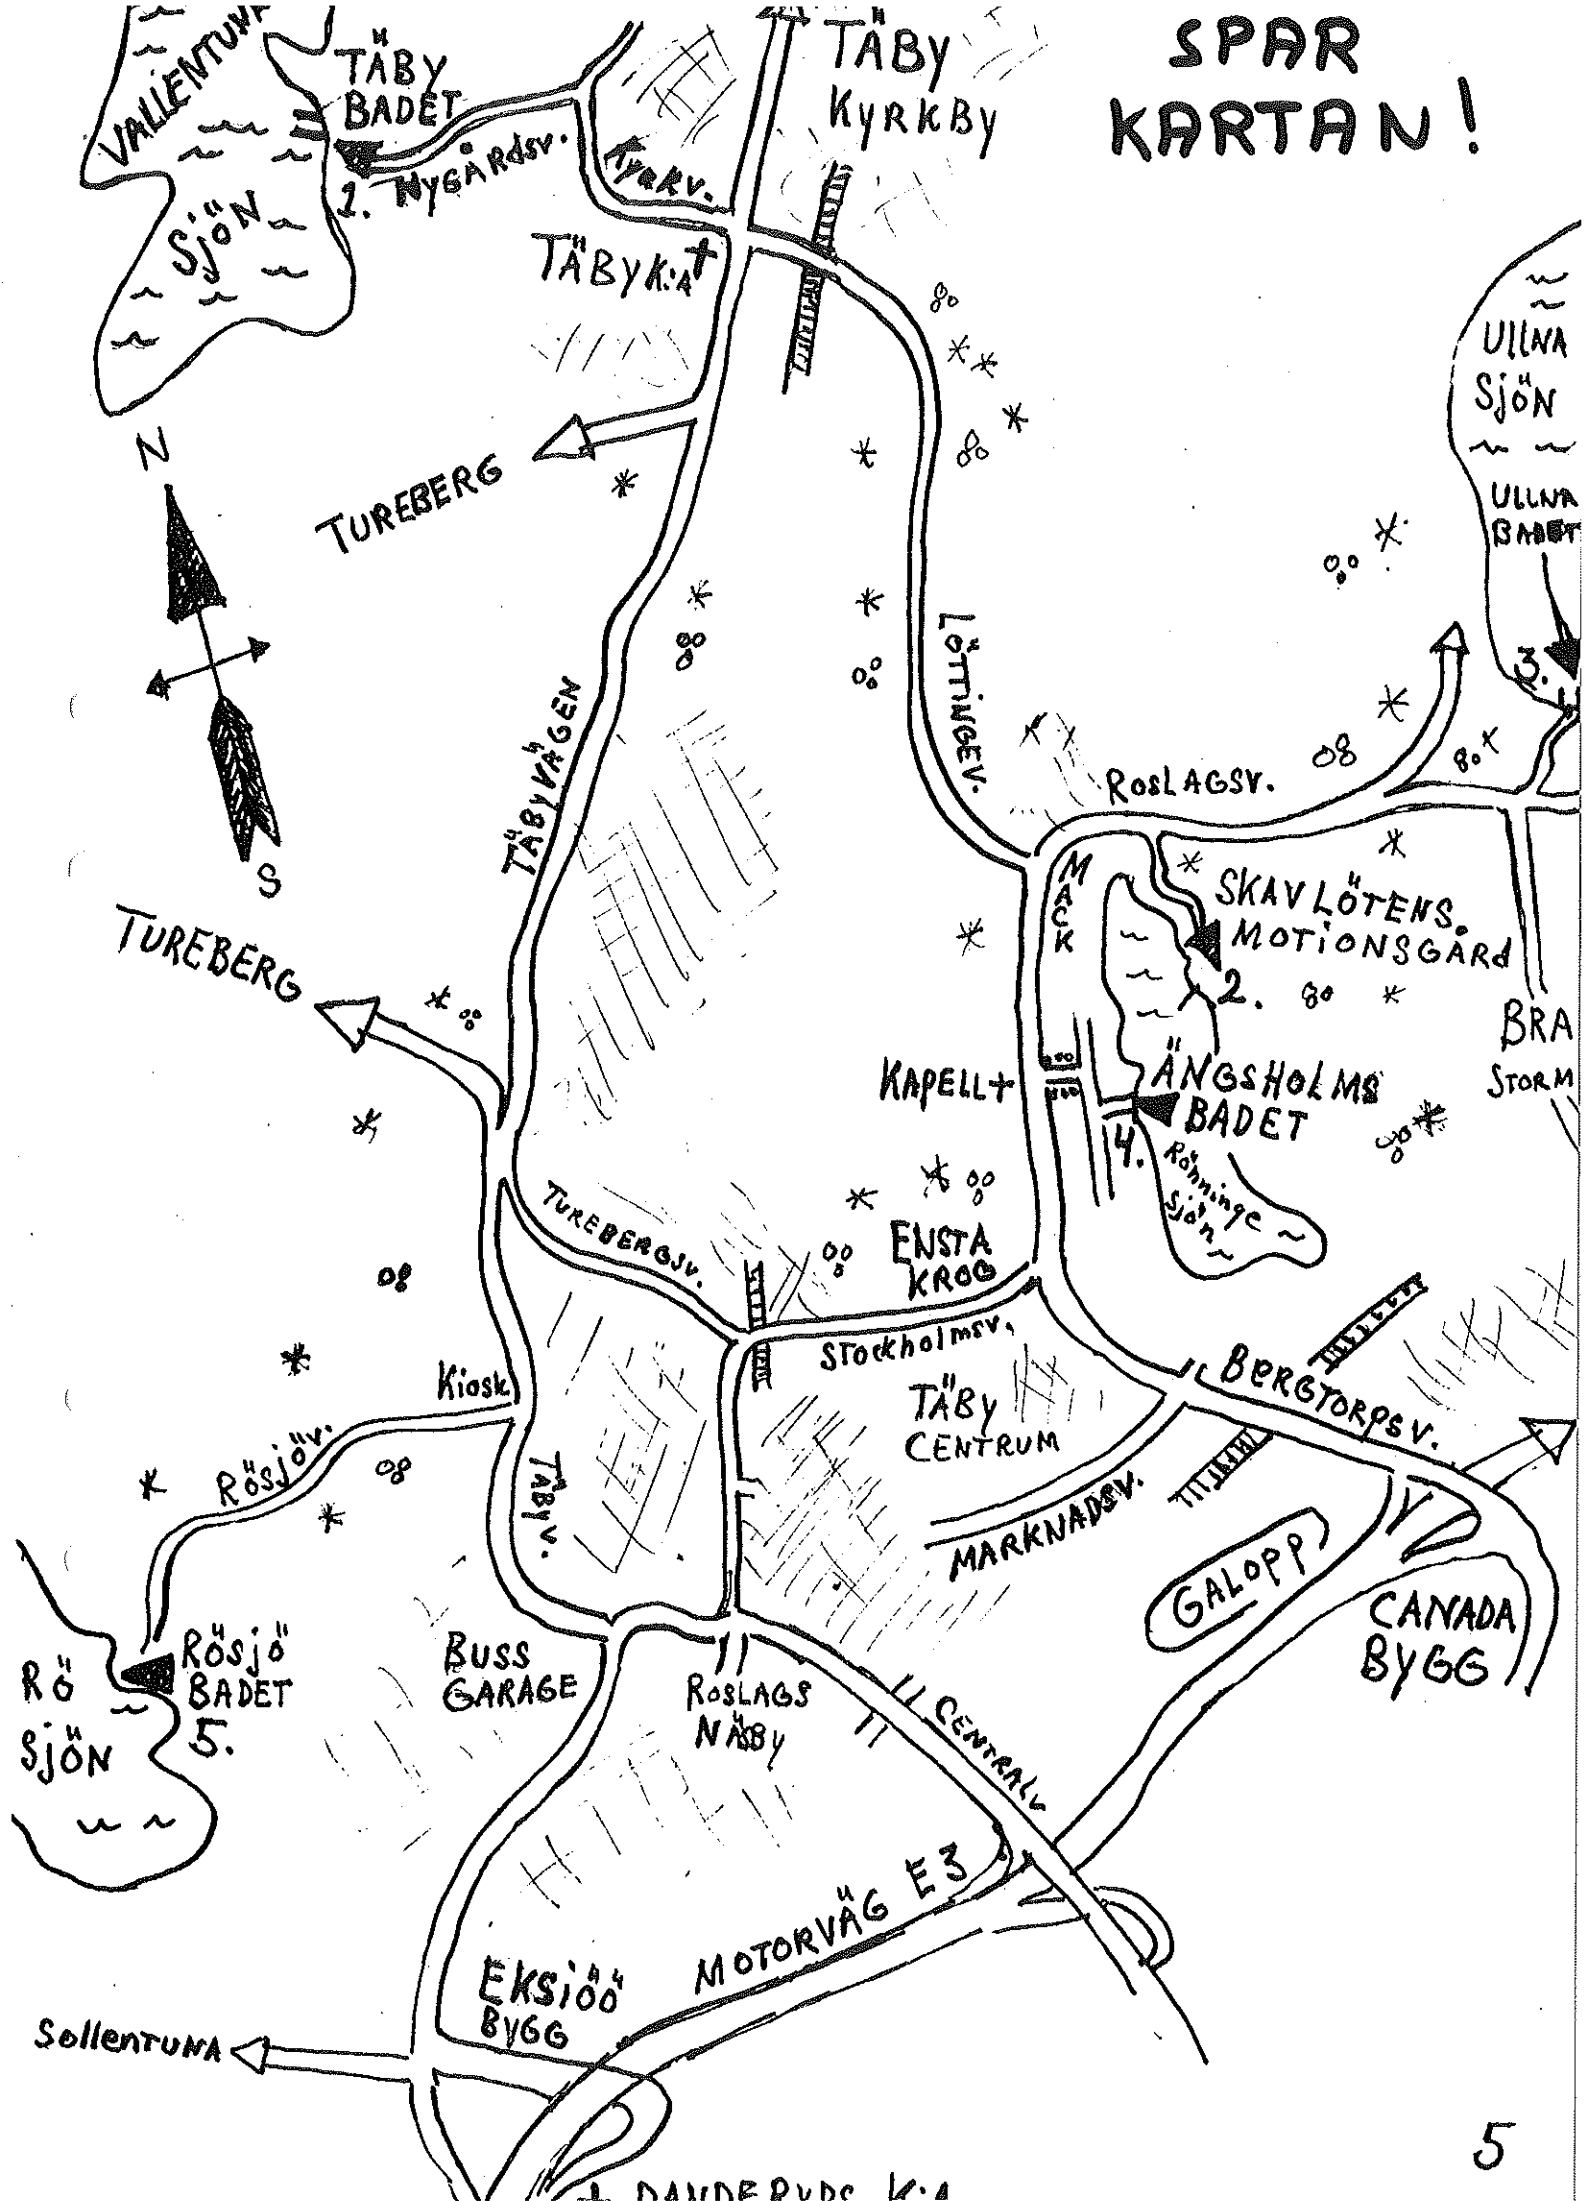 SPAR
KARTAN!
VALLENTUNA
SJÖN
TÄBY
BADET
1.
NYGÅRDSV.
KYRKV.
TÄBY
KYRKBY
TÄBY K:A
ULLNA
SJÖN
ULLNA
BADET
3.
N
S
TUREBERG
TÄBYVÄGEN
LÖTTINGEV.
ROSLAGSV.
MACK
SKAVLÖTENS
MOTIONSGÅRD
2.
BRA
STORM
TUREBERG
KAPELL
ÄNGSHOLMS
BADET
4.
Rönninge
Sjön
TUREBERGSV.
ENSTA
KROG
STOCKHOLMSV.
TÄBY
CENTRUM
BERGTORPSV.
MARKNADSV.
Kiosk
RÖSJÖV.
TÄBYV.
GALOPP
CANADA
BYGG
RÖ
SJÖN
RÖSJÖ
BADET
5.
BUSS
GARAGE
ROSLAGS
NÄSBY
CENTRALV
MOTORVÄG E3
EKSIÖÖ
BYGG
SOLLENTUNA
DANDERYDS K:A
5